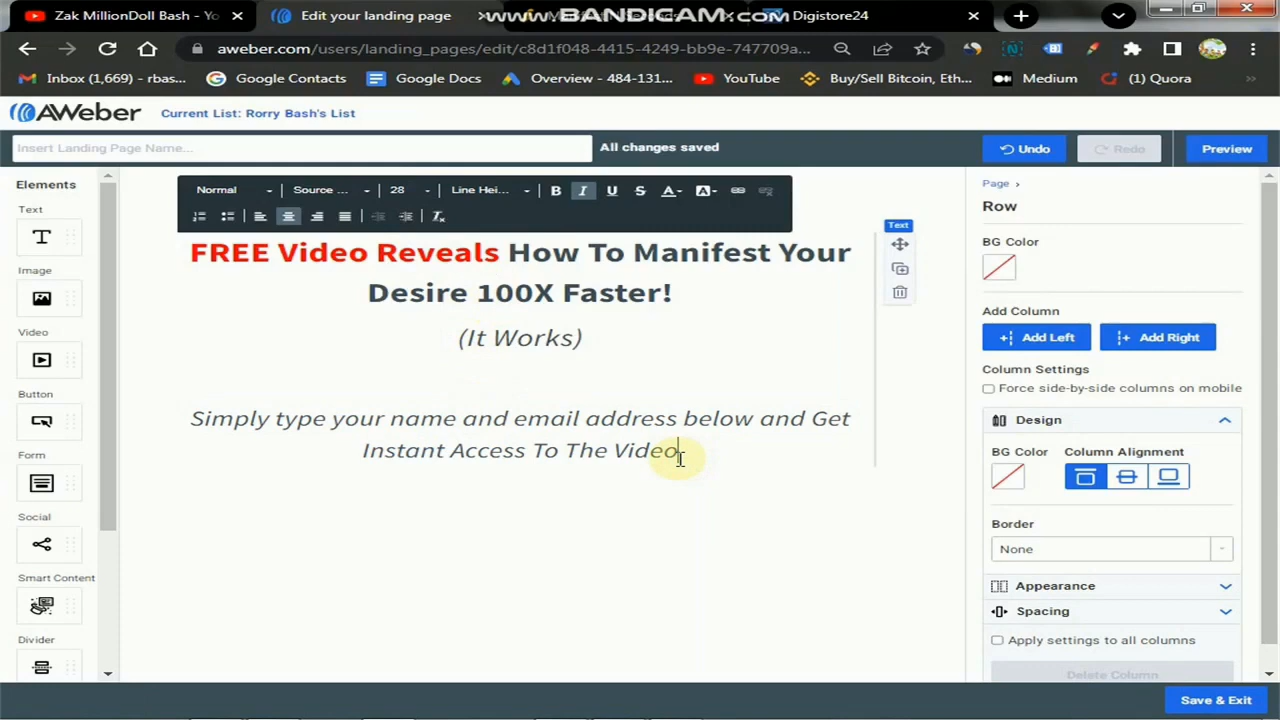 Zak MillionDoll Bash - Yo
Edit your landing page
www.BANDICAM.com
Digistore24
aweber.com/users/landing_pages/edit/c8d1f048-4415-4249-bb9e-747709a...
Inbox (1,669) - rbas...
Google Contacts
Google Docs
Overview - 484-131...
YouTube
Buy/Sell Bitcoin, Eth...
Medium
(1) Quora
AWeber
Current List: Rorry Bash's List
Insert Landing Page Name...
All changes saved
Undo
Redo
Preview
Elements
Text
Image
Video
Button
Form
Social
Smart Content
Divider
Normal
Source ...
28
Line Hei...
B I U S A A
Text
FREE Video Reveals How To Manifest Your
Desire 100X Faster!
(It Works)
Simply type your name and email address below and Get
Instant Access To The Video
Page ›
Row
BG Color
Add Column
Add Left
Add Right
Column Settings
Force side-by-side columns on mobile
Design
BG Color
Column Alignment
Border
None
Appearance
Spacing
Apply settings to all columns
Delete Column
Save & Exit